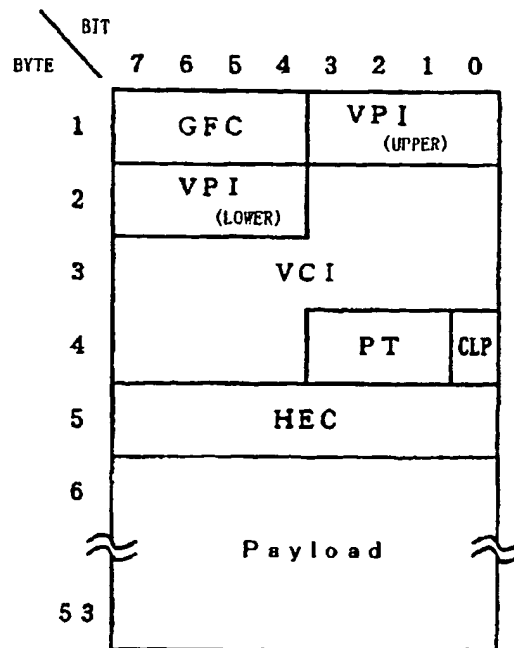 BIT
BYTE 7 6 5 4 3 2 1 0
1 GFC VPI
(UPPER)
2 VPI
(LOWER)
3 VCI
4 PT CLP
5 HEC
6
Payload
53